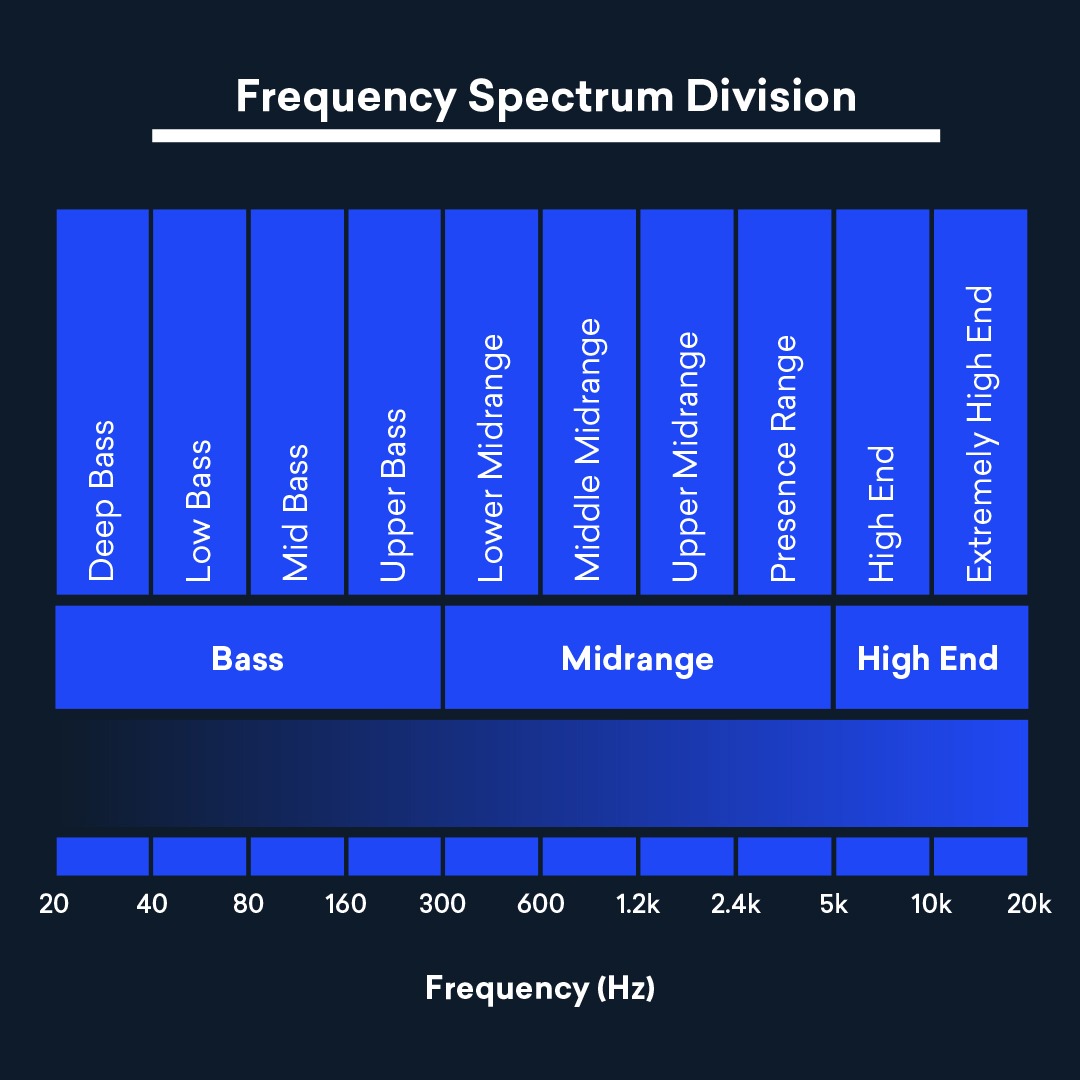 Frequency Spectrum Division
Deep Bass
Low Bass
Mid Bass
Upper Bass
Lower Midrange
Middle Midrange
Upper Midrange
Presence Range
High End
Extremely High End
Bass Midrange High End
20 40 80 160 300 600 1.2k 2.4k 5k 10k 20k
Frequency (Hz)